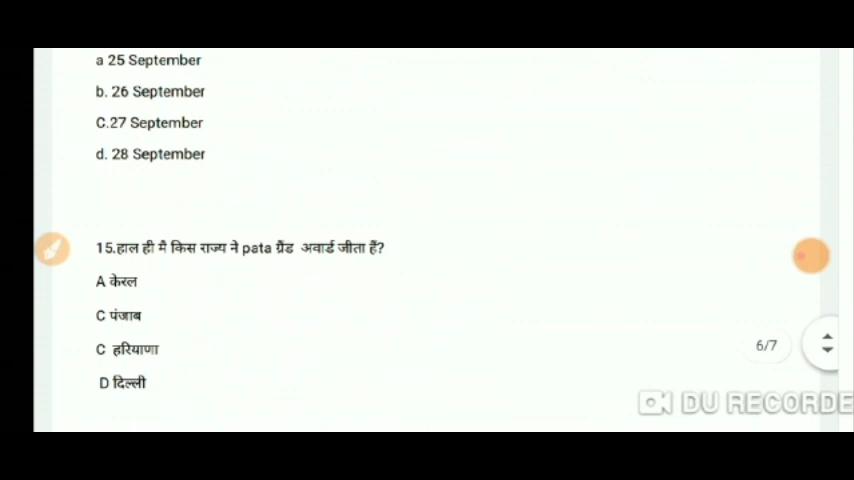 a 25 September
b. 26 September
C.27 September
d. 28 September
15.हाल ही मै किस राज्य ने pata ग्रैंड अवार्ड जीता हैं?
A केरल
C पंजाब
C हरियाणा
D दिल्ली
6/7
DU RECORDE